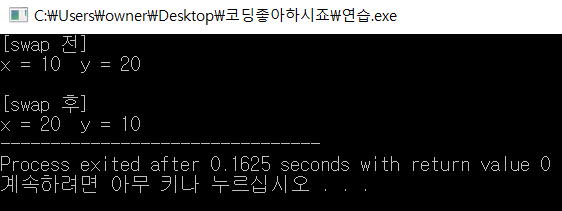 C:₩Users₩owner₩Desktop₩코딩좋아하시죠₩연습.exe
[swap 전]
x = 10  y = 20
[swap 후]
x = 20  y = 10
--------------------------------
Process exited after 0.1625 seconds with return value 0
계속하려면 아무 키나 누르십시오 . . .